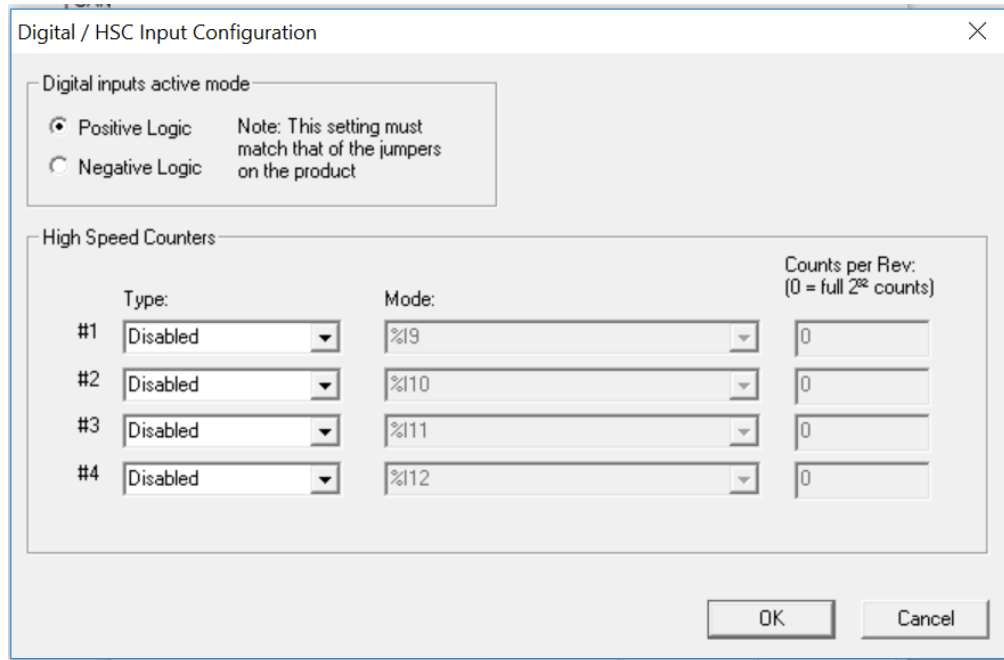 CAN
Digital / HSC Input Configuration
Digital inputs active mode
Positive Logic
Negative Logic
Note: This setting must
match that of the jumpers
on the product
High Speed Counters
Type:
Mode:
Counts per Rev:
(0 = full 2³² counts)
#1 Disabled %I9 0
#2 Disabled %I10 0
#3 Disabled %I11 0
#4 Disabled %I12 0
OK Cancel